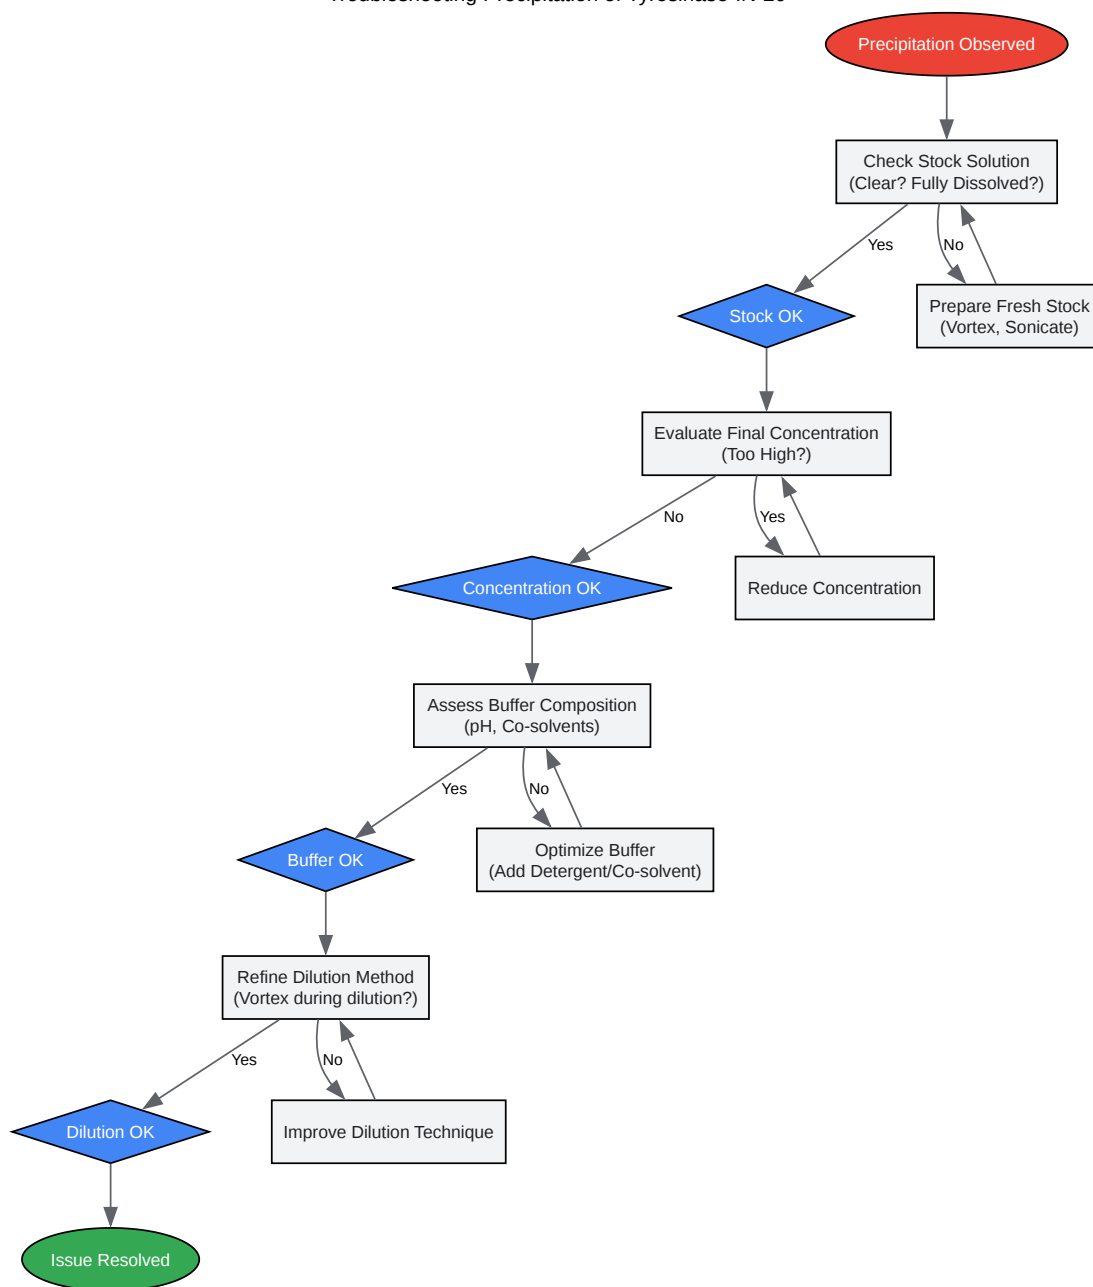 Precipitation Observed
Check Stock Solution
(Clear? Fully Dissolved?)
Yes
No
Stock OK
Prepare Fresh Stock
(Vortex, Sonicate)
Evaluate Final Concentration
(Too High?)
No
Yes
Concentration OK
Reduce Concentration
Assess Buffer Composition
(pH, Co-solvents)
Yes
No
Buffer OK
Optimize Buffer
(Add Detergent/Co-solvent)
Refine Dilution Method
(Vortex during dilution?)
Yes
No
Dilution OK
Improve Dilution Technique
Issue Resolved